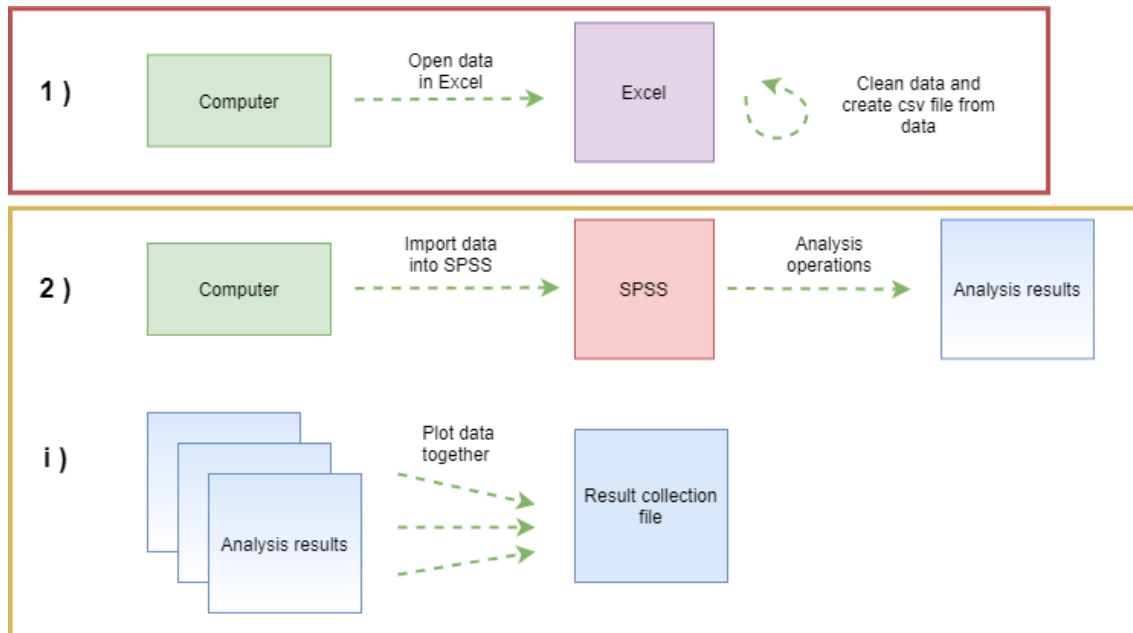 1 )
Computer
Open data
in Excel
Excel
Clean data and
create csv file from
data
2 )
Computer
Import data
into SPSS
SPSS
Analysis
operations
Analysis results
i )
Analysis results
Plot data
together
Result collection
file